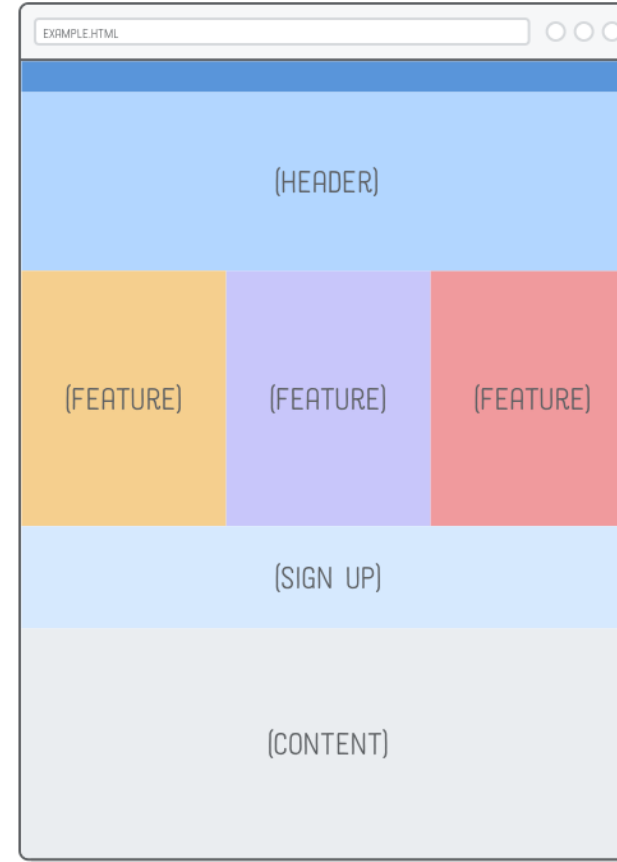 EXAMPLE.HTML
(HEADER)
(FEATURE) (FEATURE) (FEATURE)
(SIGN UP)
(CONTENT)